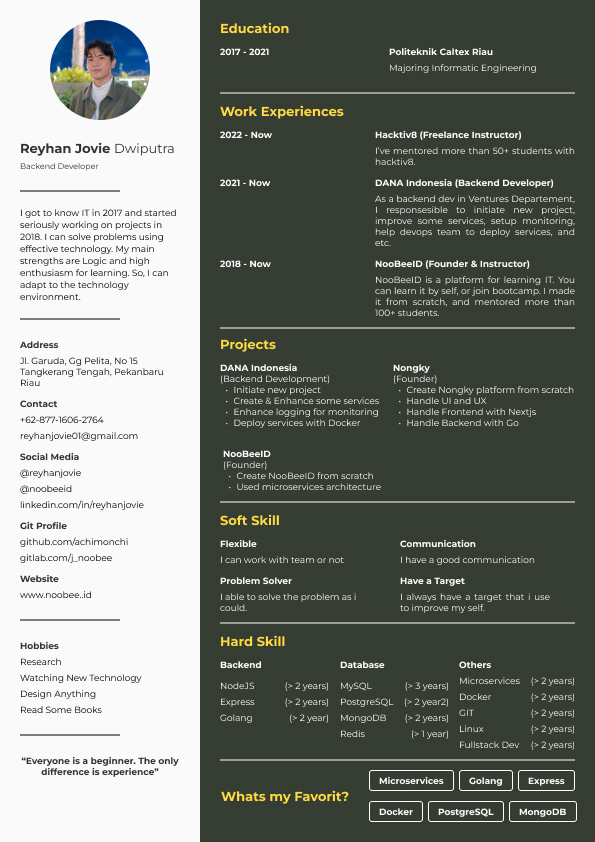 Reyhan Jovie Dwiputra
Backend Developer
I got to know IT in 2017 and started
seriously working on projects in
2018. I can solve problems using
effective technology. My main
strengths are Logic and high
enthusiasm for learning. So, I can
adapt to the technology
environment.
Address
Jl. Garuda, Gg Pelita, No 15
Tangkerang Tengah, Pekanbaru
Riau
Contact
+62-877-1606-2764
reyhanjovie01@gmail.com
Social Media
@reyhanjovie
@noobeeid
linkedin.com/in/reyhanjovie
Git Profile
github.com/achimonchi
gitlab.com/j_noobee
Website
www.noobee..id
Hobbies
Research
Watching New Technology
Design Anything
Read Some Books
“Everyone is a beginner. The only
difference is experience”
Education
2017 - 2021 Politeknik Caltex Riau
Majoring Informatic Engineering
Work Experiences
2022 - Now Hacktiv8 (Freelance Instructor)
I've mentored more than 50+ students with
hacktiv8.
2021 - Now DANA Indonesia (Backend Developer)
As a backend dev in Ventures Departement,
I responsesible to initiate new project,
improve some services, setup monitoring,
help devops team to deploy services, and
etc.
2018 - Now NooBeeID (Founder & Instructor)
NooBeeID is a platform for learning IT. You
can learn it by self, or join bootcamp. I made
it from scratch, and mentored more than
100+ students.
Projects
DANA Indonesia
(Backend Development)
• Initiate new project
• Create & Enhance some services
• Enhance logging for monitoring
• Deploy services with Docker
Nongky
(Founder)
• Create Nongky platform from scratch
• Handle UI and UX
• Handle Frontend with Nextjs
• Handle Backend with Go
NooBeeID
(Founder)
• Create NooBeeID from scratch
• Used microservices architecture
Soft Skill
Flexible
I can work with team or not
Communication
I have a good communication
Problem Solver
I able to solve the problem as i
could.
Have a Target
I always have a target that i use
to improve my self.
Hard Skill
Backend
NodeJS (> 2 years)
Express (> 2 years)
Golang (> 2 year)
Database
MySQL (> 3 years)
PostgreSQL (> 2 year2)
MongoDB (> 2 years)
Redis (> 1 year)
Others
Microservices (> 2 years)
Docker (> 2 years)
GIT (> 2 years)
Linux (> 2 years)
Fullstack Dev (> 2 years)
Whats my Favorit?
Microservices Golang Express
Docker PostgreSQL MongoDB